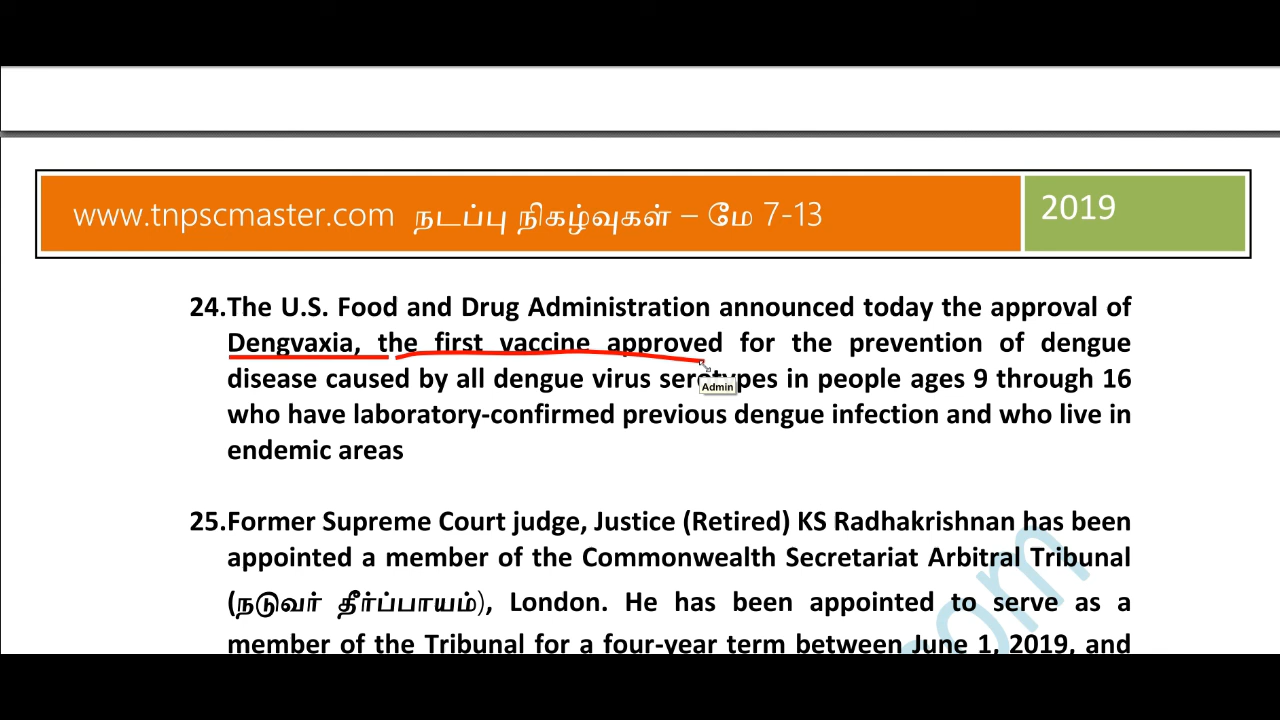 www.tnpscmaster.com நடப்பு நிகழ்வுகள் – மே 7-13
2019
24.The U.S. Food and Drug Administration announced today the approval of
Dengvaxia, the first vaccine approved for the prevention of dengue
disease caused by all dengue virus serotypes in people ages 9 through 16
Admin
who have laboratory-confirmed previous dengue infection and who live in
endemic areas
25.Former Supreme Court judge, Justice (Retired) KS Radhakrishnan has been
appointed a member of the Commonwealth Secretariat Arbitral Tribunal
(நடுவர் தீர்ப்பாயம்), London. He has been appointed to serve as a
member of the Tribunal for a four-year term between June 1, 2019, and
com